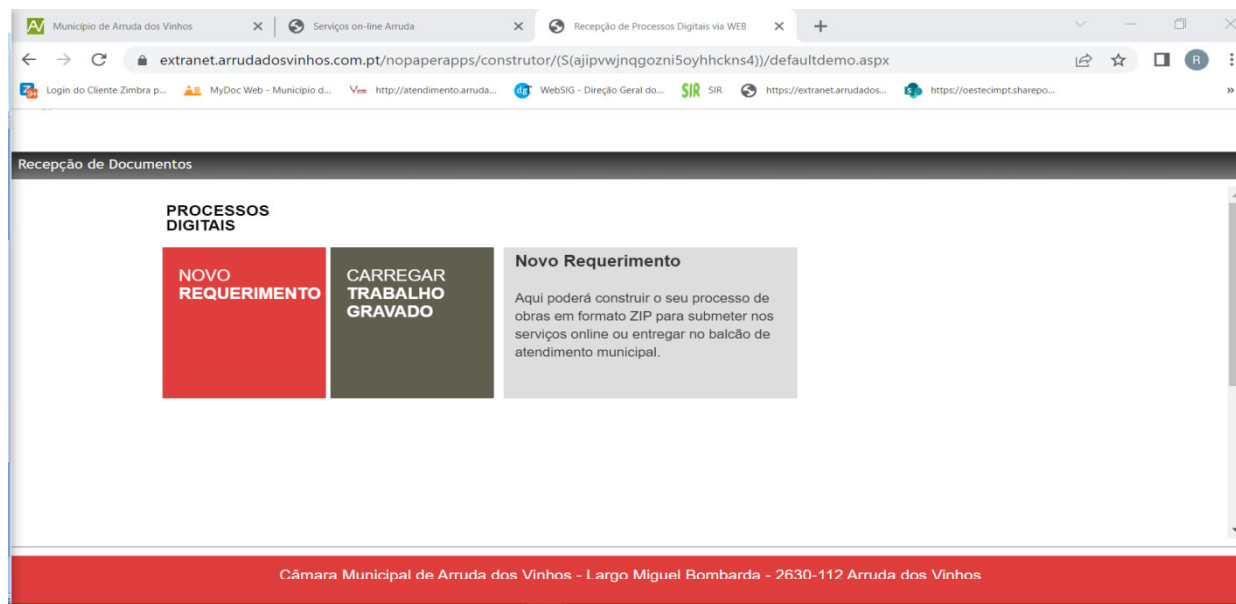 Município de Arruda dos Vinhos
Serviços on-line Arruda
Recepção de Processos Digitais via WEB
extranet.arrudadosvinhos.com.pt/nopaperapps/construtor/(S(ajipvwjnqgozni5oyhhckns4))/defaultdemo.aspx
R
Login do Cliente Zimbra p...
MyDoc Web - Município d...
http://atendimento.arruda...
WebSIG - Direção Geral do...
SIR SIR
https://extranet.arrudados...
https://oestecimpt.sharepo...
»
Recepção de Documentos
PROCESSOS
DIGITAIS
NOVO
REQUERIMENTO
CARREGAR
TRABALHO
GRAVADO
Novo Requerimento
Aqui poderá construir o seu processo de
obras em formato ZIP para submeter nos
serviços online ou entregar no balcão de
atendimento municipal.
Câmara Municipal de Arruda dos Vinhos - Largo Miguel Bombarda - 2630-112 Arruda dos Vinhos